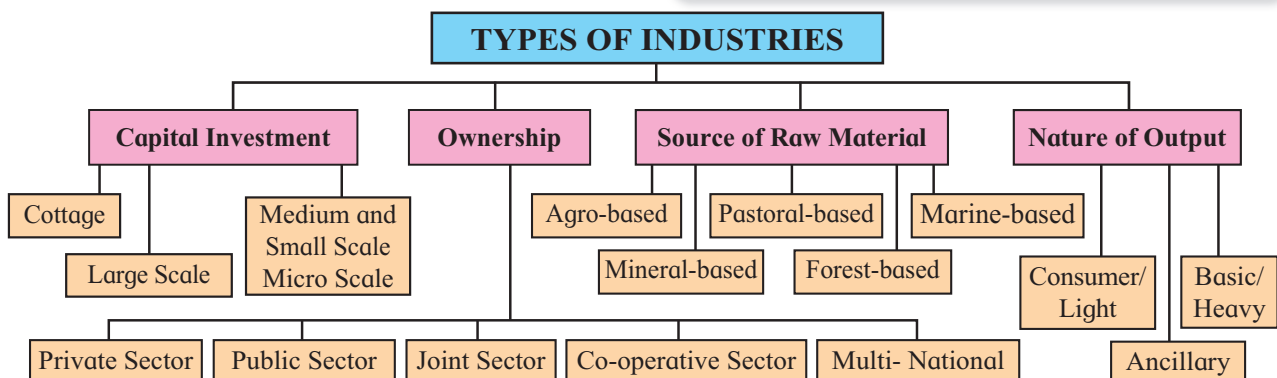 TYPES OF INDUSTRIES
Capital Investment
Ownership
Source of Raw Material
Nature of Output
Cottage
Large Scale
Medium and
Small Scale
Micro Scale
Agro-based
Mineral-based
Pastoral-based
Forest-based
Marine-based
Consumer/
Light
Ancillary
Basic/
Heavy
Private Sector
Public Sector
Joint Sector
Co-operative Sector
Multi- National